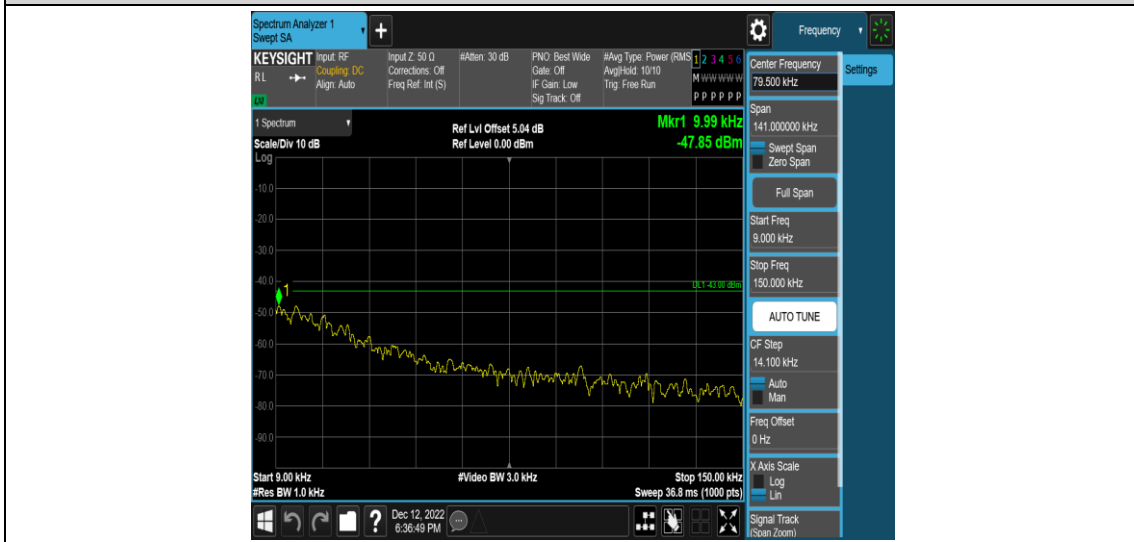 Spectrum Analyzer 1
Swept SA
+
Frequency
KEYSIGHT
RL
LXI
Input: RF
Coupling: DC
Align: Auto
Input Z: 50 Ω
Corrections: Off
Freq Ref: Int (S)
#Atten: 30 dB
PNO: Best Wide
Gate: Off
IF Gain: Low
Sig Track: Off
#Avg Type: Power (RMS
Avg|Hold: 10/10
Trig: Free Run
1 2 3 4 5 6
M W W W W W
P P P P P P
1 Spectrum
Scale/Div 10 dB
Log
Ref Lvl Offset 5.04 dB
Ref Level 0.00 dBm
Mkr1 9.99 kHz
-47.85 dBm
-10.0
-20.0
-30.0
-40.0
DL1 -43.00 dBm
1
-50.0
-60.0
-70.0
-80.0
-90.0
Start 9.00 kHz
#Res BW 1.0 kHz
#Video BW 3.0 kHz
Stop 150.00 kHz
Sweep 36.8 ms (1000 pts)
?
Dec 12, 2022
6:36:49 PM
Center Frequency
79.500 kHz
Settings
Span
141.000000 kHz
Swept Span
Zero Span
Full Span
Start Freq
9.000 kHz
Stop Freq
150.000 kHz
AUTO TUNE
CF Step
14.100 kHz
Auto
Man
Freq Offset
0 Hz
X Axis Scale
Log
Lin
Signal Track
(Span Zoom)